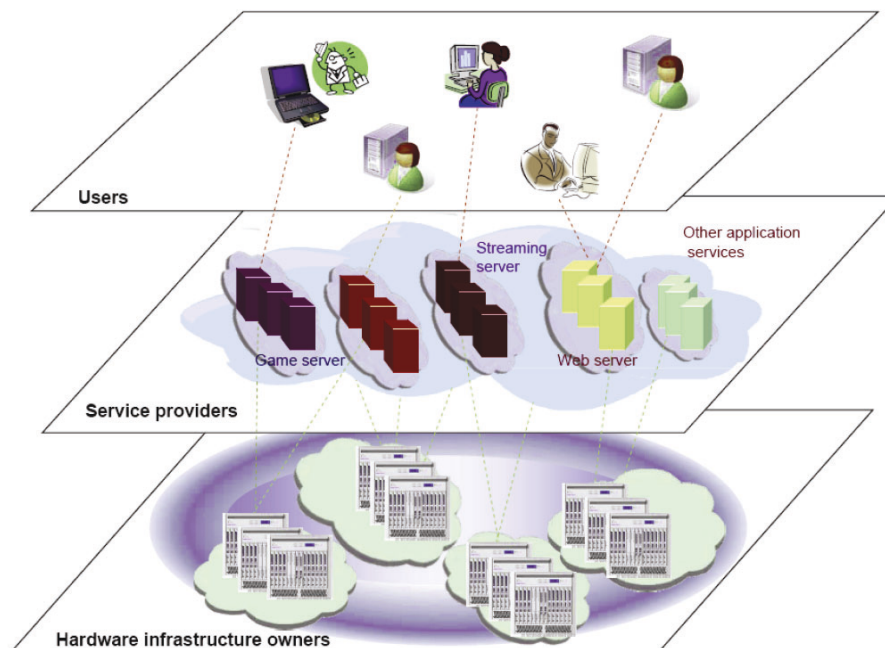 Users
Streaming
server
Other application
services
Game server
Web server
Service providers
Hardware infrastructure owners